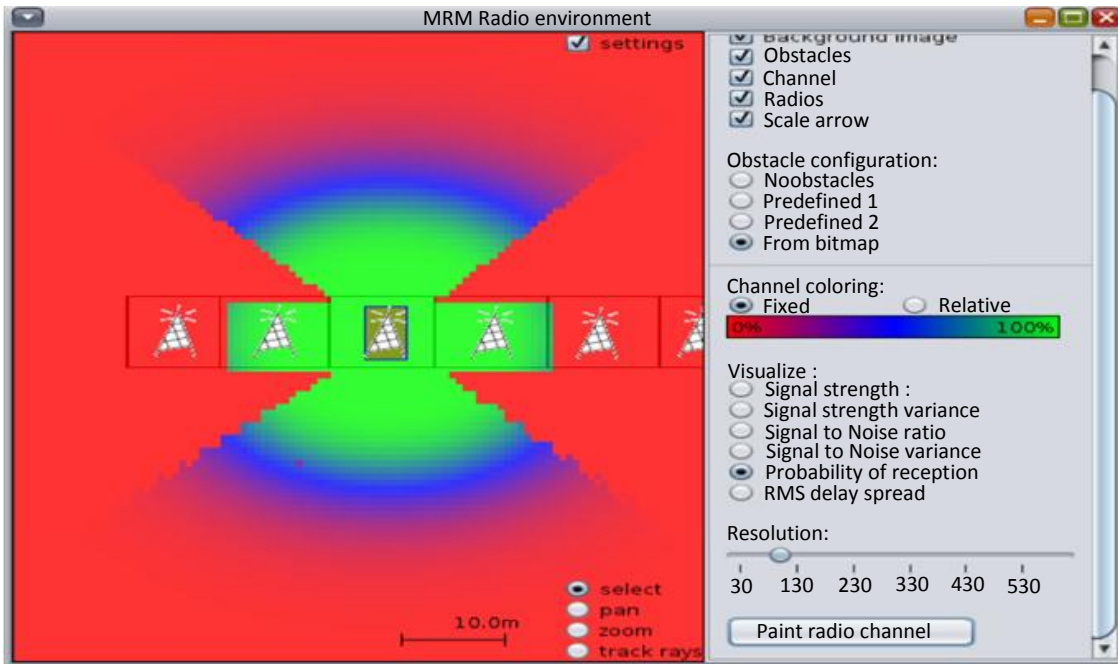 MRM Radio environment
settings
Background image
Obstacles
Channel
Radios
Scale arrow
Obstacle configuration:
Noobstacles
Predefined 1
Predefined 2
From bitmap
Channel coloring:
Fixed
Relative
0%
100%
Visualize :
Signal strength :
Signal strength variance
Signal to Noise ratio
Signal to Noise variance
Probability of reception
RMS delay spread
Resolution:
30 130 230 330 430 530
Paint radio channel
10.0m
select
pan
zoom
track rays